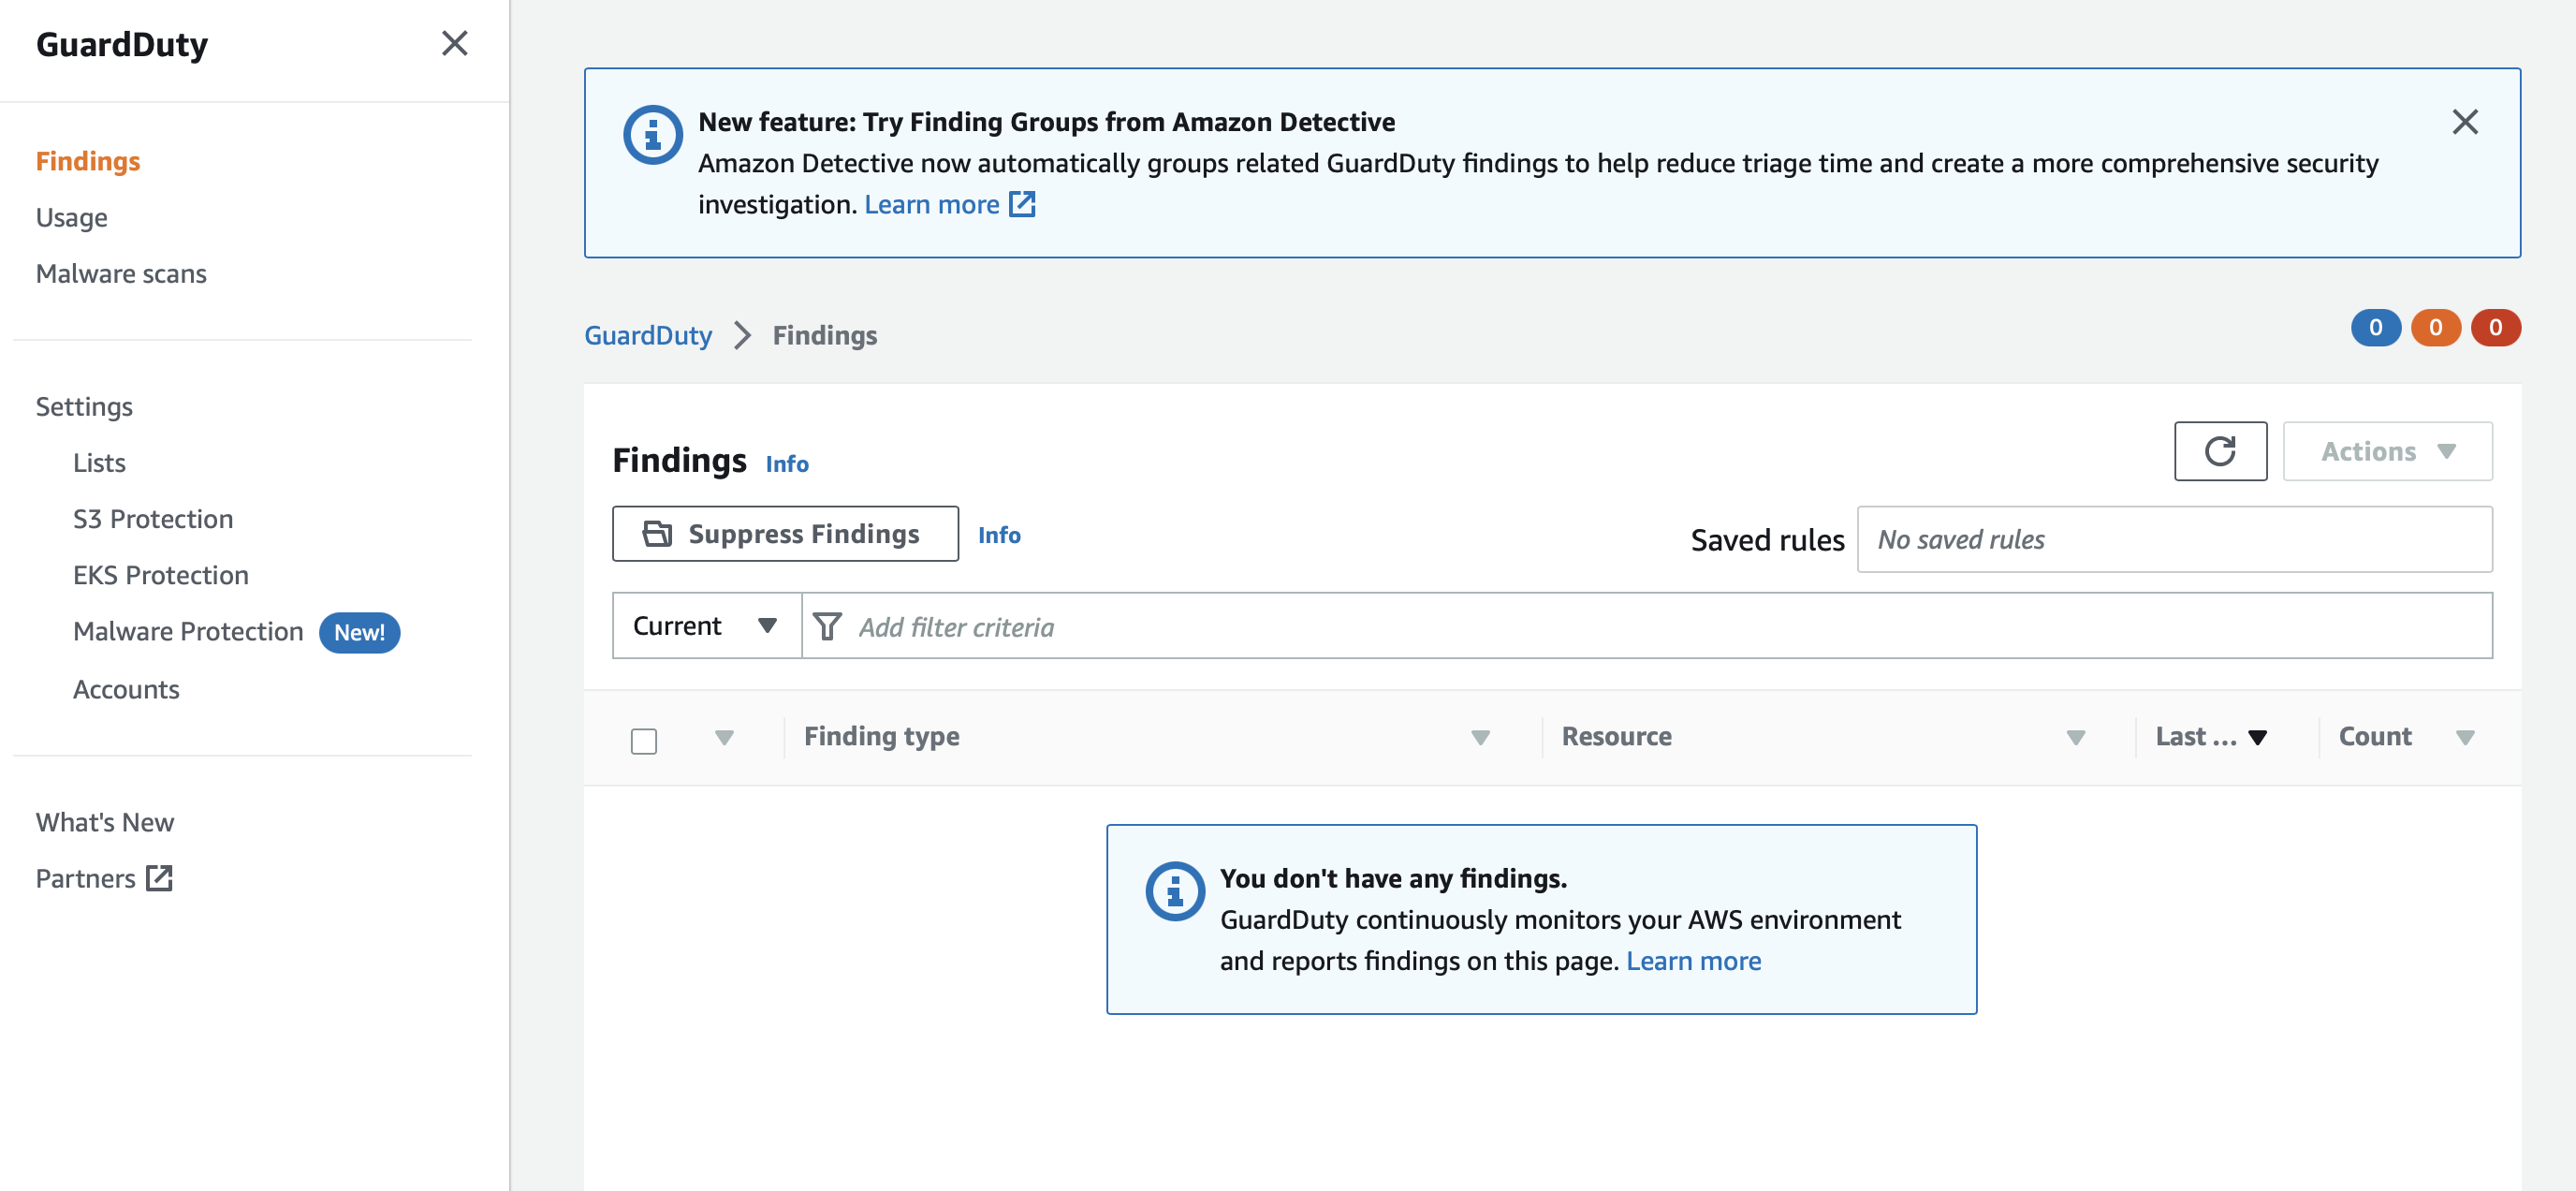 GuardDuty
Findings
Usage
Malware scans
Settings
Lists
S3 Protection
EKS Protection
Malware Protection New!
Accounts
What's New
Partners
New feature: Try Finding Groups from Amazon Detective
Amazon Detective now automatically groups related GuardDuty findings to help reduce triage time and create a more comprehensive security
investigation. Learn more
GuardDuty Findings
0 0 0
Findings Info
Actions
Suppress Findings Info
Saved rules No saved rules
Current Add filter criteria
Finding type Resource Last ... Count
You don't have any findings.
GuardDuty continuously monitors your AWS environment
and reports findings on this page. Learn more